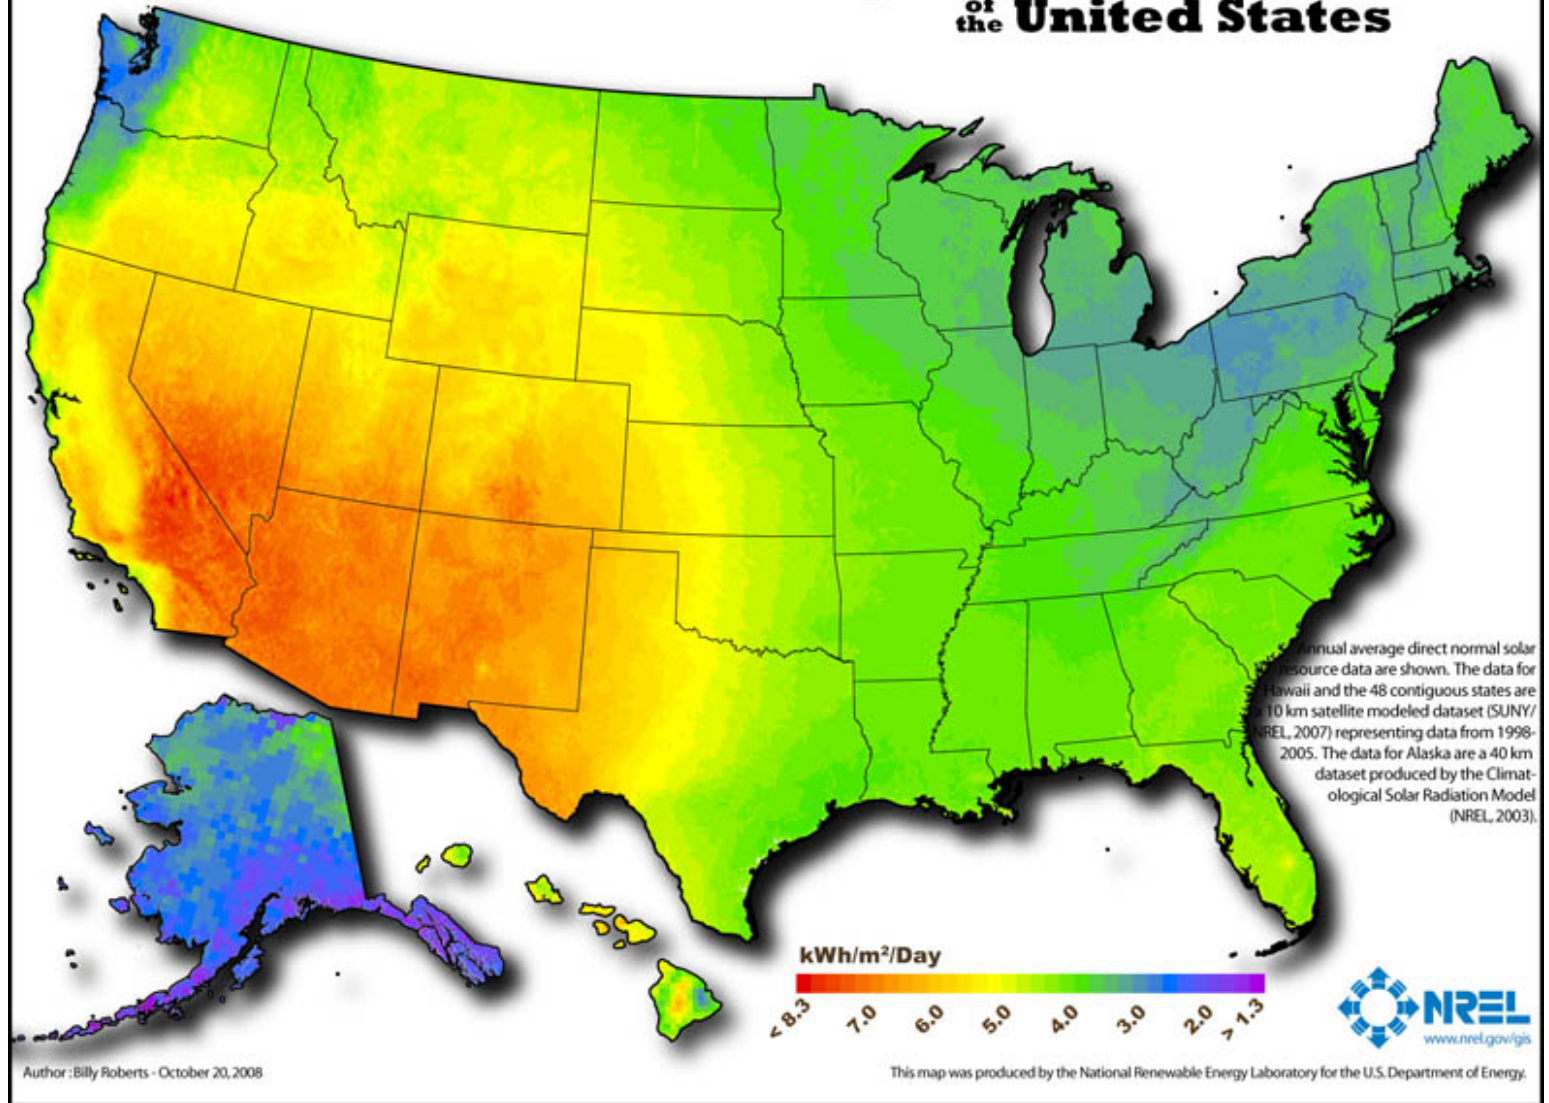 of
the United States
Annual average direct normal solar
resource data are shown. The data for
Hawaii and the 48 contiguous states are
a 10 km satellite modeled dataset (SUNY/
NREL, 2007) representing data from 1998-
2005. The data for Alaska are a 40 km
dataset produced by the Climat-
ological Solar Radiation Model
(NREL, 2003).
kWh/m²/Day
< 8.3 7.0 6.0 5.0 4.0 3.0 2.0 > 1.3
NREL
www.nrel.gov/gis
Author : Billy Roberts - October 20, 2008
This map was produced by the National Renewable Energy Laboratory for the U.S. Department of Energy.